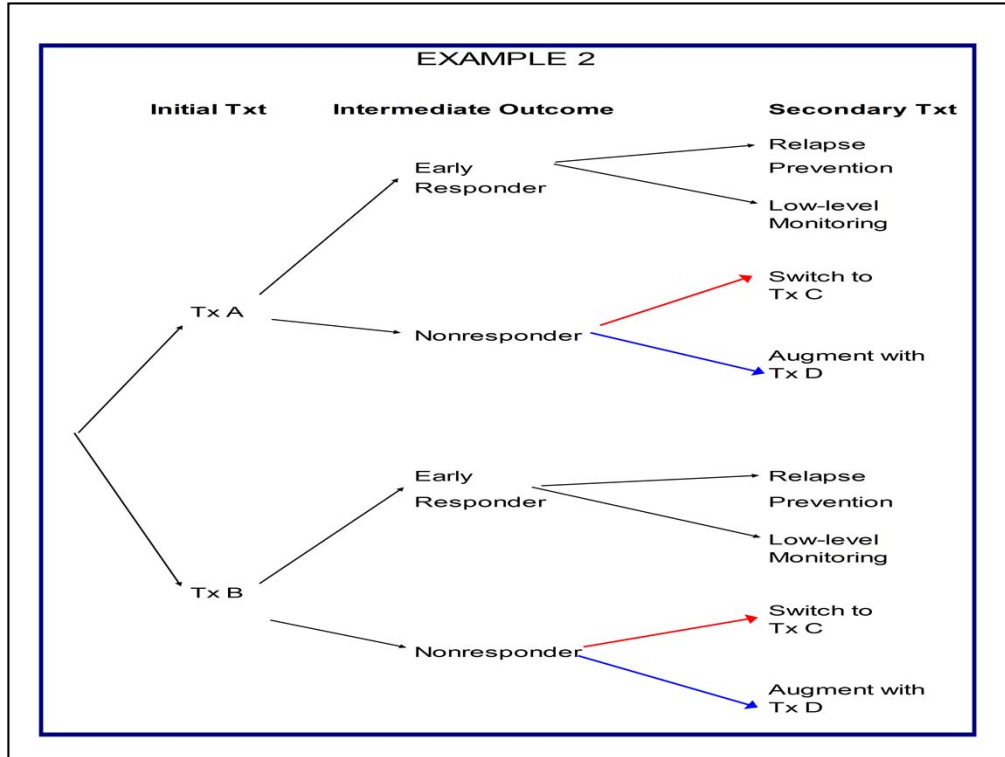 EXAMPLE 2
Initial Txt Intermediate Outcome Secondary Txt
Relapse
Prevention
Early
Responder
Low-level
Monitoring
Switch to
Tx C
Tx A
Nonresponder
Augment with
Tx D
Early
Responder
Relapse
Prevention
Low-level
Monitoring
Tx B
Switch to
Tx C
Nonresponder
Augment with
Tx D